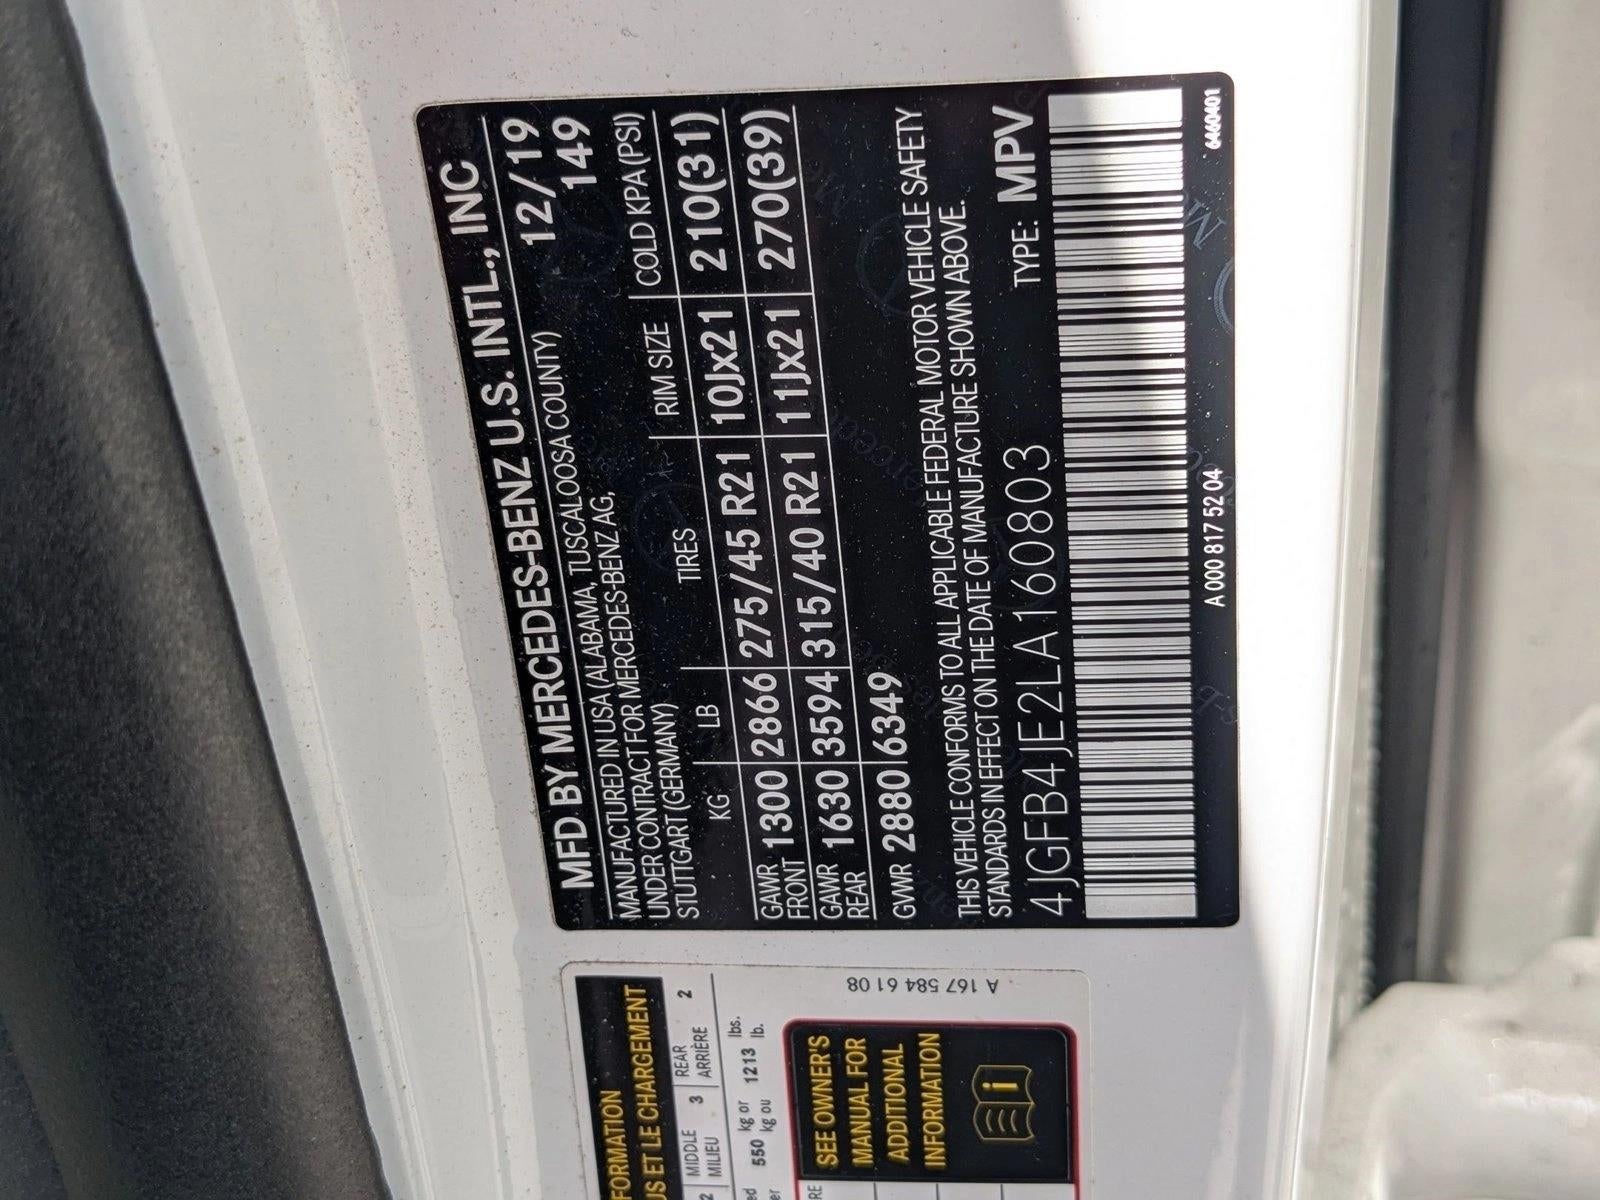 MFD BY MERCEDES-BENZ U.S. INTL., INC
MANUFACTURED IN USA (ALABAMA, TUSCALOOSA COUNTY) 12/19
UNDER CONTRACT FOR MERCEDES-BENZ AG, 149
STUTTGART (GERMANY)
KG LB TIRES RIM SIZE COLD KPA(PSI)
GAWR FRONT 1300 2866 275/45 R21 10Jx21 210(31)
GAWR REAR 1630 3594 315/40 R21 11Jx21 270(39)
GVWR 2880 6349
THIS VEHICLE CONFORMS TO ALL APPLICABLE FEDERAL MOTOR VEHICLE SAFETY
STANDARDS IN EFFECT ON THE DATE OF MANUFACTURE SHOWN ABOVE.
4JGFB4JE2LA160803 TYPE: MPV
A 000 817 52 04 6460401
FORMATION
US ET LE CHARGEMENT
2 MIDDLE MILIEU 3 REAR ARRIÈRE 2
550 kg or 1213 lbs.
kg ou lb.
SEE OWNER'S
MANUAL FOR
ADDITIONAL
INFORMATION
A 167 584 61 08